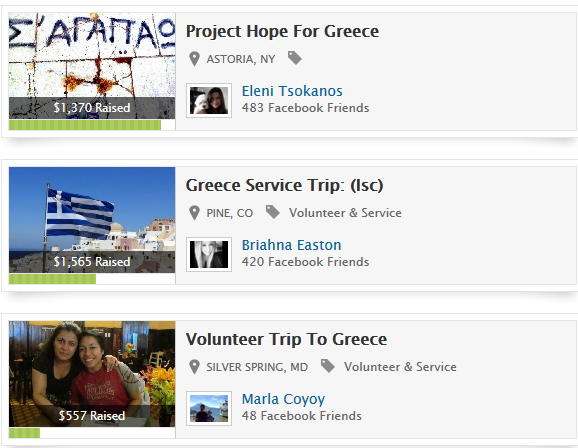 Σ' ΑΓΑΠΑΩ
$1,370 Raised
Project Hope For Greece
ASTORIA, NY
Eleni Tsokanos
483 Facebook Friends
$1,565 Raised
Greece Service Trip: (Isc)
PINE, CO Volunteer & Service
Briahna Easton
420 Facebook Friends
$557 Raised
Volunteer Trip To Greece
SILVER SPRING, MD Volunteer & Service
Marla Coyoy
48 Facebook Friends